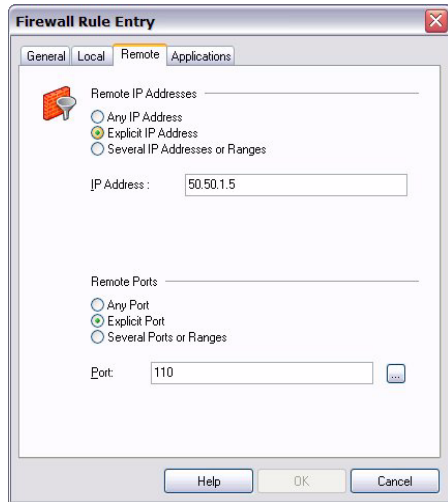 Firewall Rule Entry
General Local Remote Applications
Remote IP Addresses
Any IP Address
Explicit IP Address
Several IP Addresses or Ranges
IP Address : 50.50.1.5
Remote Ports
Any Port
Explicit Port
Several Ports or Ranges
Port: 110 ...
Help OK Cancel